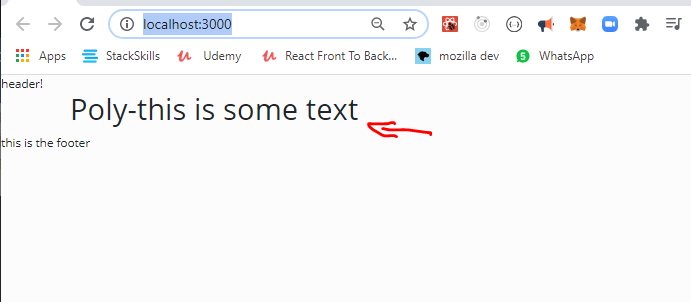 localhost:3000
Apps StackSkills Udemy React Front To Back... mozilla dev 5 WhatsApp
header!
Poly-this is some text
this is the footer